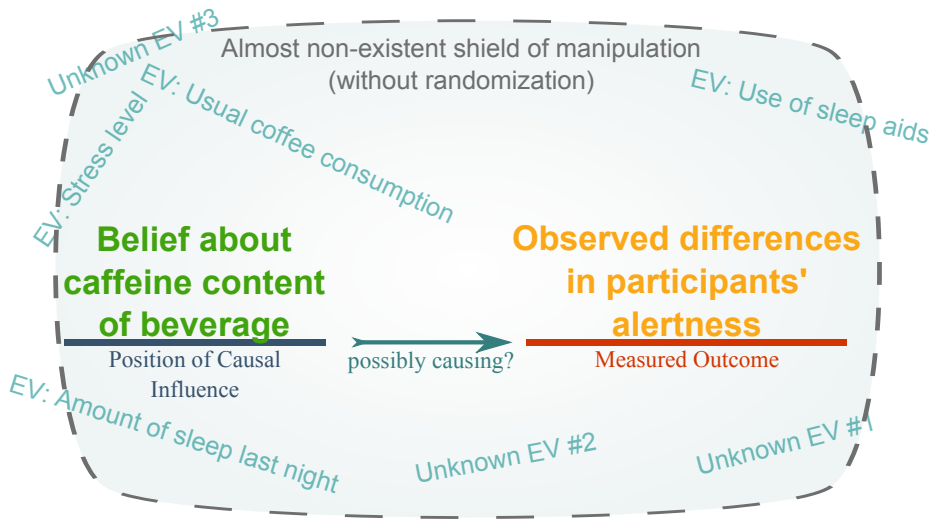 Unknown EV #3
Almost non-existent shield of manipulation
(without randomization)
EV: Usual coffee consumption
EV: Use of sleep aids
EV: Stress level
Belief about
caffeine content
of beverage
Observed differences
in participants'
alertness
Position of Causal
Influence
possibly causing?
Measured Outcome
EV: Amount of sleep last night
Unknown EV #2
Unknown EV #1